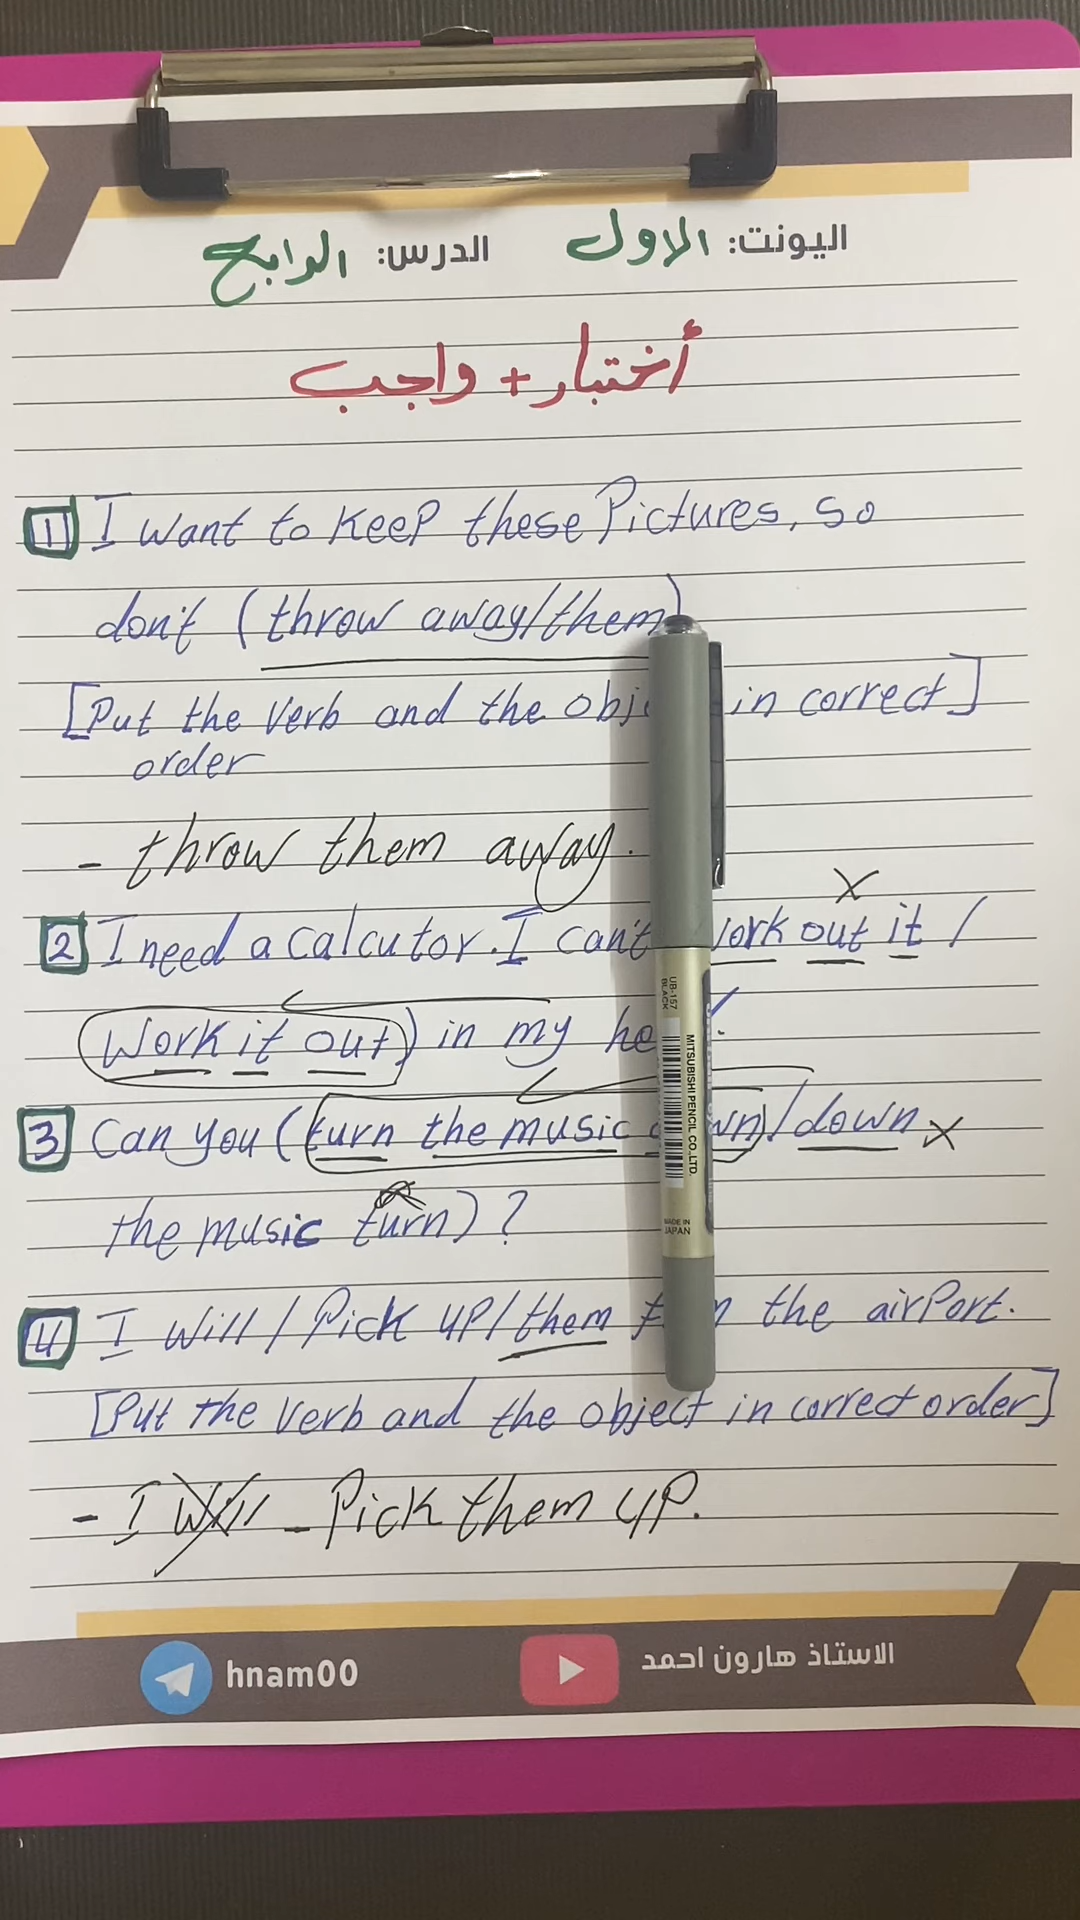 اليونت: الاول الدرس: الرابع
أختبار + واجب
1 I want to keep these Pictures, so
don't (throw away/them)
[Put the verb and the obj in correct]
order
- throw them away.
2 I need a calcutor. I can't work out it /
work it out) in my he
3 Can you (turn the music down)/down
the music turn)?
4 I will / Pick up/them the airport.
[Put the verb and the object in correct order]
- I will - Pick them up.
UB-157
BLACK
MITSUBISHI PENCIL CO., LTD.
MADE IN
JAPAN
hnam00 الاستاذ هارون احمد